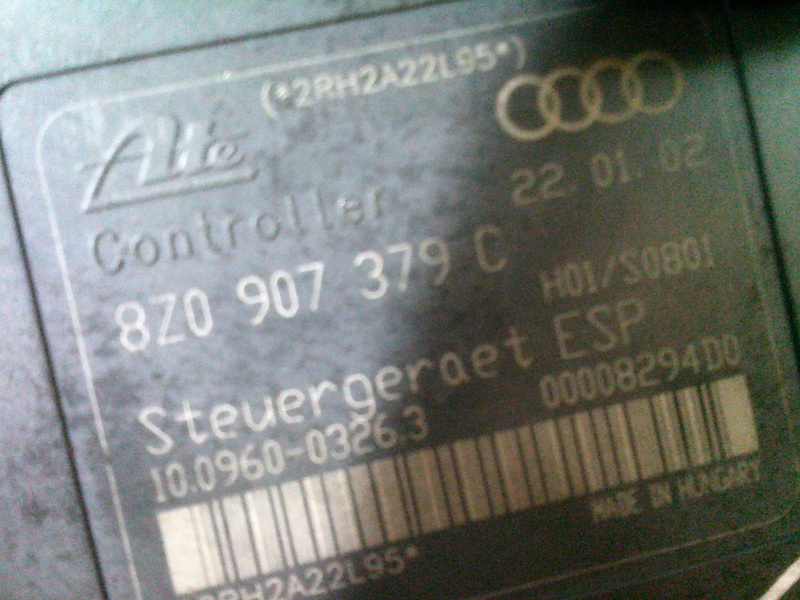 (*2RH2A22L95*)
Ate
22.01.02
Controller
8Z0 907 379 C
H01/S0801
Steuergeraet ESP
10.0960-0326.3
00008294D0
MADE IN HUNGARY
*2RH2A22L95*